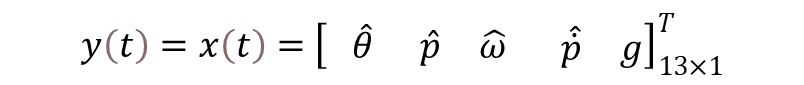 y(t) = x(t) = [ θ̂ p̂ ω̂ ṗ̂ g]ᵀ₁₃ₓ₁